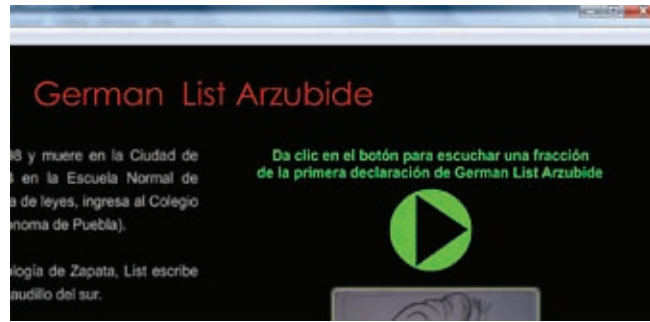 German List Arzubide
8 y muere en la Ciudad de
en la Escuela Normal de
a de leyes, ingresa al Colegio
noma de Puebla).
logía de Zapata, List escribe
audillo del sur.
Da clic en el botón para escuchar una fracción
de la primera declaración de German List Arzubide